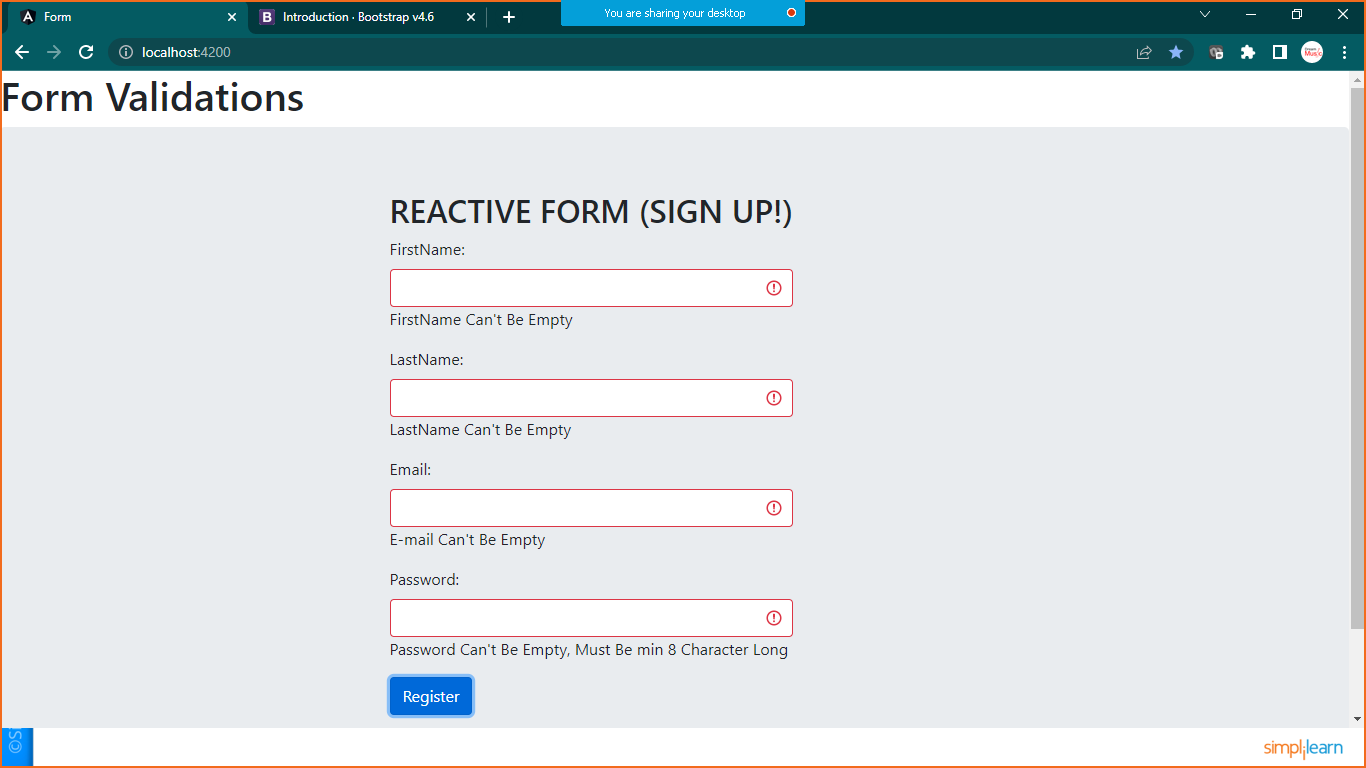 Form
Introduction · Bootstrap v4.6
You are sharing your desktop
localhost:4200
Form Validations
REACTIVE FORM (SIGN UP!)
FirstName:
FirstName Can't Be Empty
LastName:
LastName Can't Be Empty
Email:
E-mail Can't Be Empty
Password:
Password Can't Be Empty, Must Be min 8 Character Long
Register
©S
simplilearn